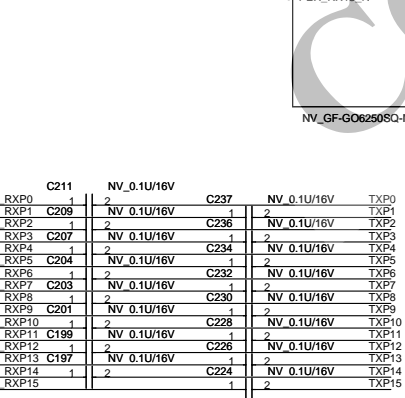 NV_GF-GO6250SQ-
C211 NV_0.1U/16V
RXP0 1 2 C237 NV_0.1U/16V TXP0
RXP1 C209 NV_0.1U/16V 1 2 TXP1
RXP2 1 2 C236 NV_0.1U/16V TXP2
RXP3 C207 NV_0.1U/16V 1 2 TXP3
RXP4 1 2 C234 NV_0.1U/16V TXP4
RXP5 C204 NV_0.1U/16V 1 2 TXP5
RXP6 1 2 C232 NV_0.1U/16V TXP6
RXP7 C203 NV_0.1U/16V 1 2 TXP7
RXP8 1 2 C230 NV_0.1U/16V TXP8
RXP9 C201 NV_0.1U/16V 1 2 TXP9
RXP10 1 2 C228 NV_0.1U/16V TXP10
RXP11 C199 NV_0.1U/16V 1 2 TXP11
RXP12 1 2 C226 NV_0.1U/16V TXP12
RXP13 C197 NV_0.1U/16V 1 2 TXP13
RXP14 1 2 C224 NV_0.1U/16V TXP14
RXP15 1 2 TXP15